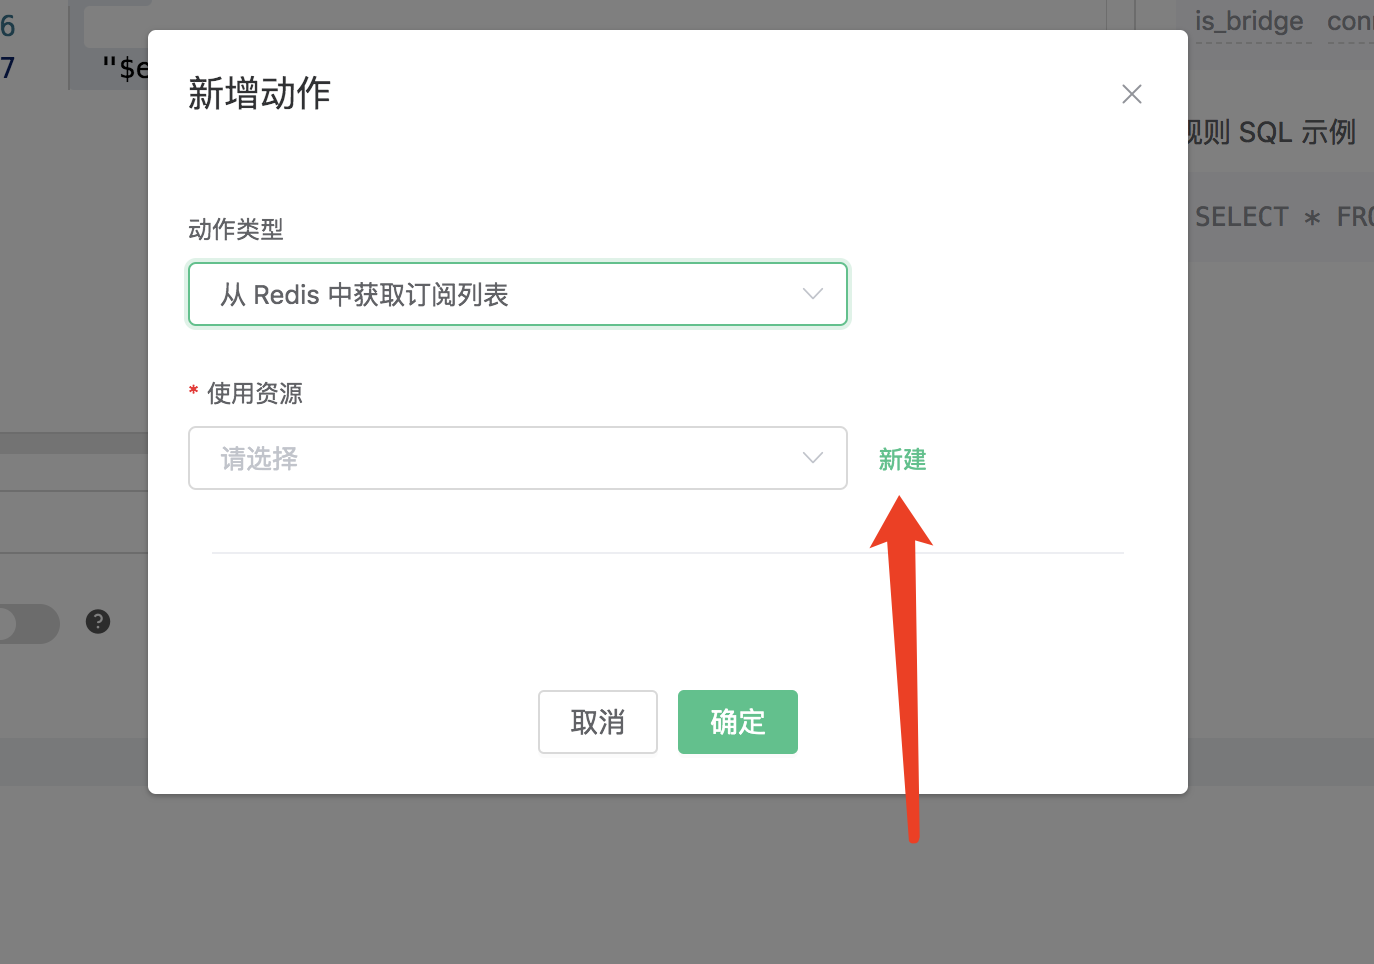 6
7
"$e
is_bridge conn
新增动作
规则 SQL 示例
SELECT * FRO
动作类型
从 Redis 中获取订阅列表
* 使用资源
请选择
新建
?
取消
确定